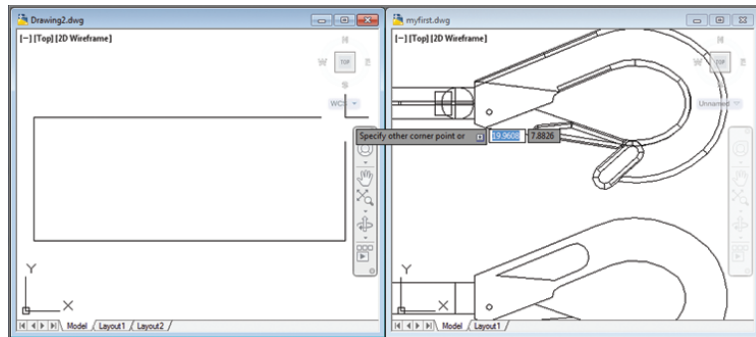 Drawing2.dwg
[−] [Top] [2D Wireframe]
N
W TOP E
S
WCS
Y
X
Model Layout1 Layout2
Specify other corner point or 19.9608 7.8826
myfirst.dwg
[−] [Top] [2D Wireframe]
N
W TOP E
Unnamed
Y
X
Model Layout1